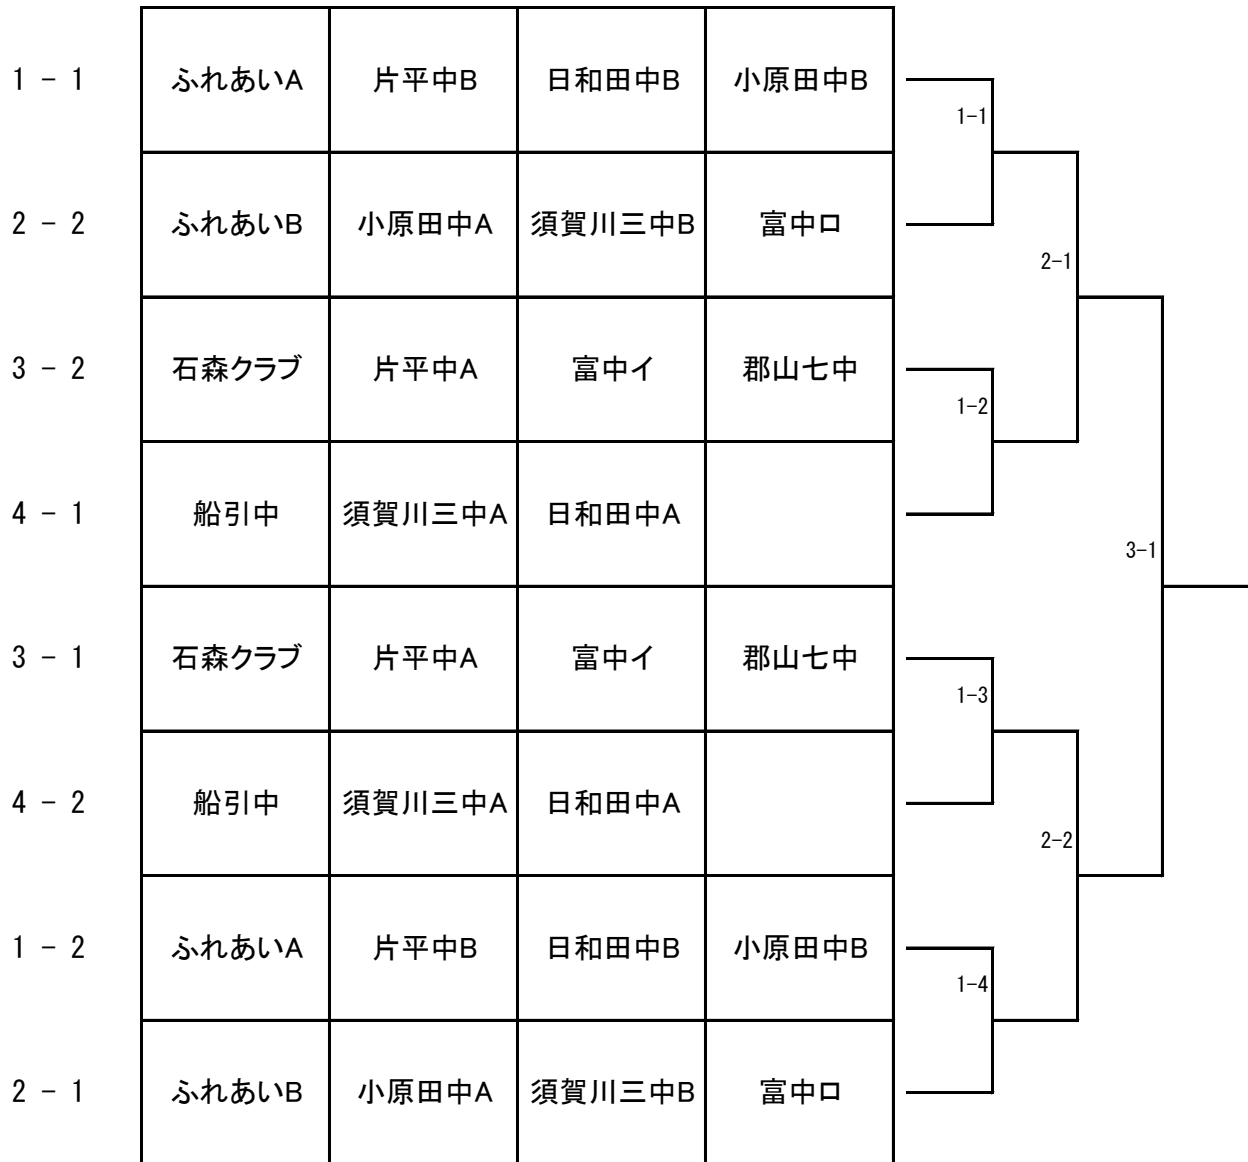 1 - 1 ふれあいA 片平中B 日和田中B 小原田中B
1-1
2 - 2 ふれあいB 小原田中A 須賀川三中B 富中ロ
2-1
3 - 2 石森クラブ 片平中A 富中イ 郡山七中
1-2
4 - 1 船引中 須賀川三中A 日和田中A
3-1
3 - 1 石森クラブ 片平中A 富中イ 郡山七中
1-3
4 - 2 船引中 須賀川三中A 日和田中A
2-2
1 - 2 ふれあいA 片平中B 日和田中B 小原田中B
1-4
2 - 1 ふれあいB 小原田中A 須賀川三中B 富中ロ